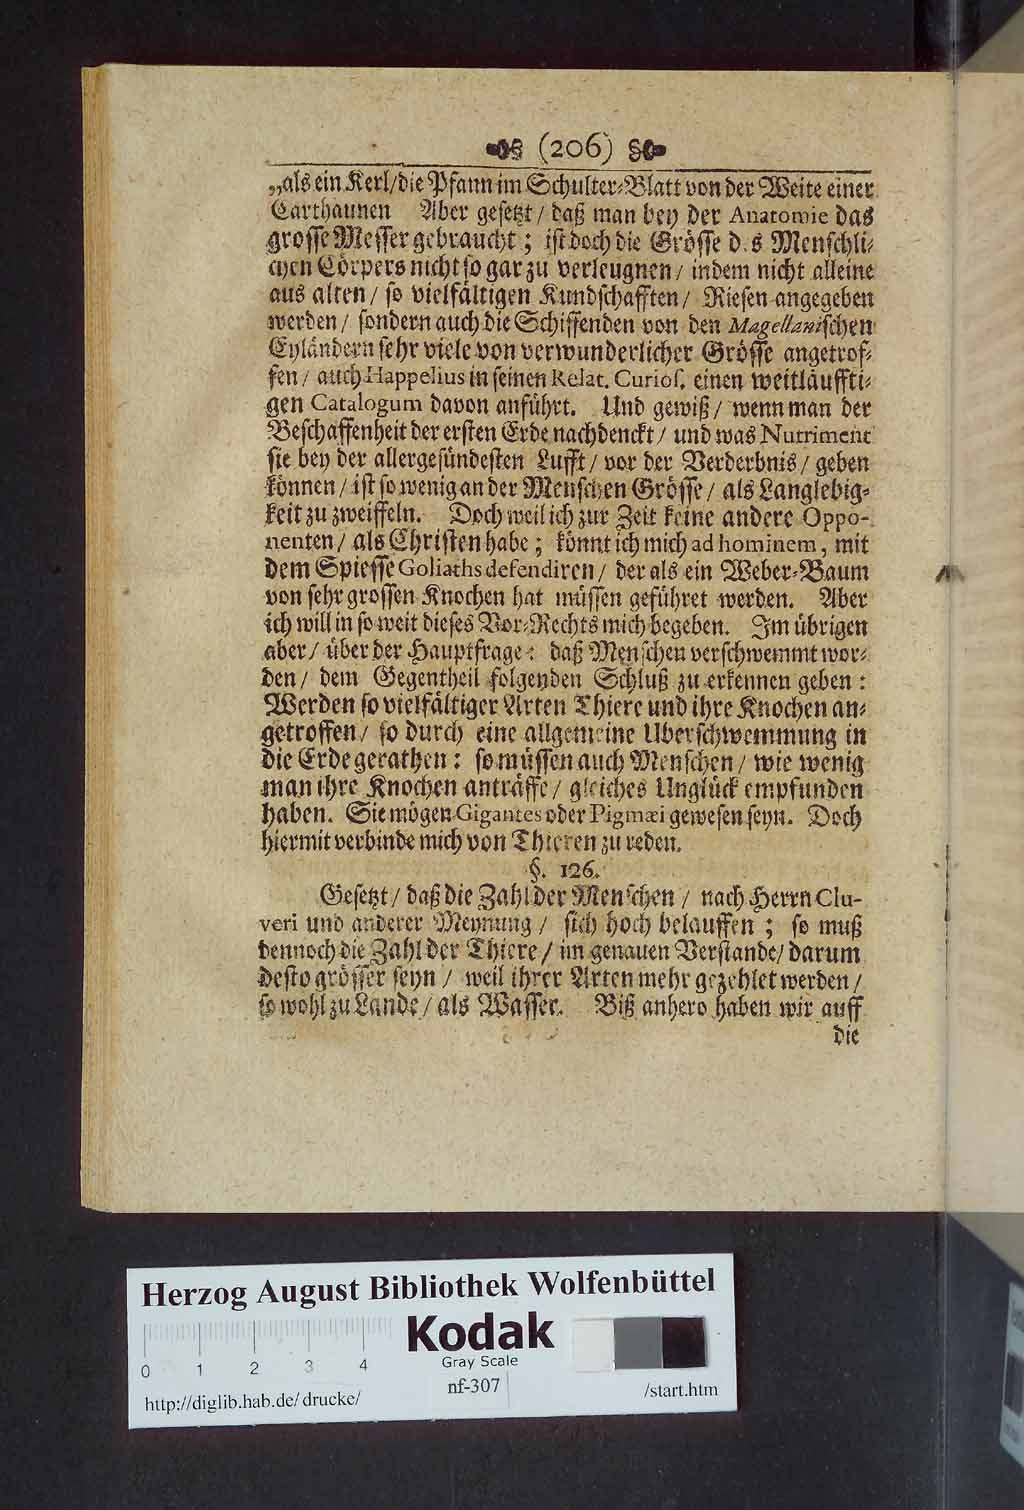 (206)
„als ein Kerl/die Pfann im Schulter-Blatt von der Weite einer
Carthaunen Aber gesetzt/ daß man bey der Anatomie das
grosse Messer gebraucht; ist doch die Grösse d.s Menschli-
chen Cörpers nicht so gar zu verleugnen/ indem nicht alleine
aus alten/ so vielfältigen Kundschafften/ Riesen angegeben
werden/ sondern auch die Schiffenden von den Magellanischen
Eyländern sehr viele von verwunderlicher Grösse angetrof-
fen/ auch Happelius in seinen Relat. Curios. einen weitläuffti-
gen Catalogum davon anführt. Und gewiß/ wenn man der
Beschaffenheit der ersten Erde nachdenckt/ und was Nutriment
sie bey der allergesündesten Lufft/ vor der Verderbnis/ geben
können/ ist so wenig an der Menschen Grösse/ als Langlebig-
keit zu zweiffeln. Doch weil ich zur Zeit keine andere Oppo-
nenten/ als Christen habe; könnt ich mich ad hominem, mit
dem Spiesse Goliaths defendiren/ der als ein Weber-Baum
von sehr grossen Knochen hat müssen geführet werden. Aber
ich will in so weit dieses Vor-Rechts mich begeben. Im übrigen
aber/ über der Hauptfrage: daß Menschen verschwemmt wor-
den/ dem Gegentheil folgenden Schluß zu erkennen geben:
Werden so vielfältiger Arten Thiere und ihre Knochen an-
getroffen/ so durch eine allgemeine Uberschwemmung in
die Erde gerathen: so müssen auch Menschen/ wie wenig
man ihre Knochen anträffe/ gleiches Unglück empfunden
haben. Sie mögen Gigantes oder Pigmæi gewesen seyn. Doch
hiermit verbinde mich von Thieren zu reden.
§. 126.
Gesetzt/ daß die Zahl der Menschen/ nach Herrn Clu-
veri und anderer Meynung/ sich hoch belauffen; so muß
dennoch die Zahl der Thiere/ im genauen Verstande/ darum
desto grösser seyn/ weil ihrer Arten mehr gezehlet werden/
so wohl zu Lande/ als Wasser. Biß anhero haben wir auff
die
Herzog August Bibliothek Wolfenbüttel
Kodak
Gray Scale
0 1 2 3 4
nf-307
http://diglib.hab.de/drucke/ /start.htm